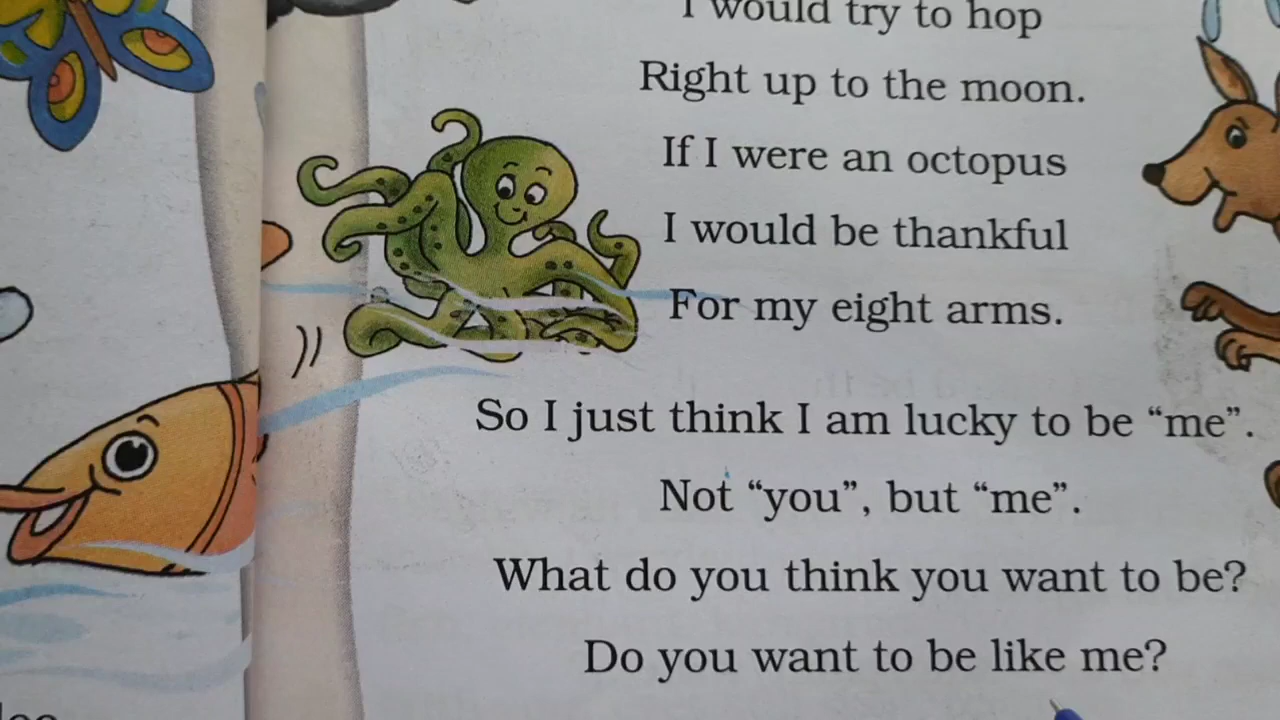 I would try to hop
Right up to the moon.
If I were an octopus
I would be thankful
For my eight arms.
So I just think I am lucky to be “me”.
Not “you”, but “me”.
What do you think you want to be?
Do you want to be like me?